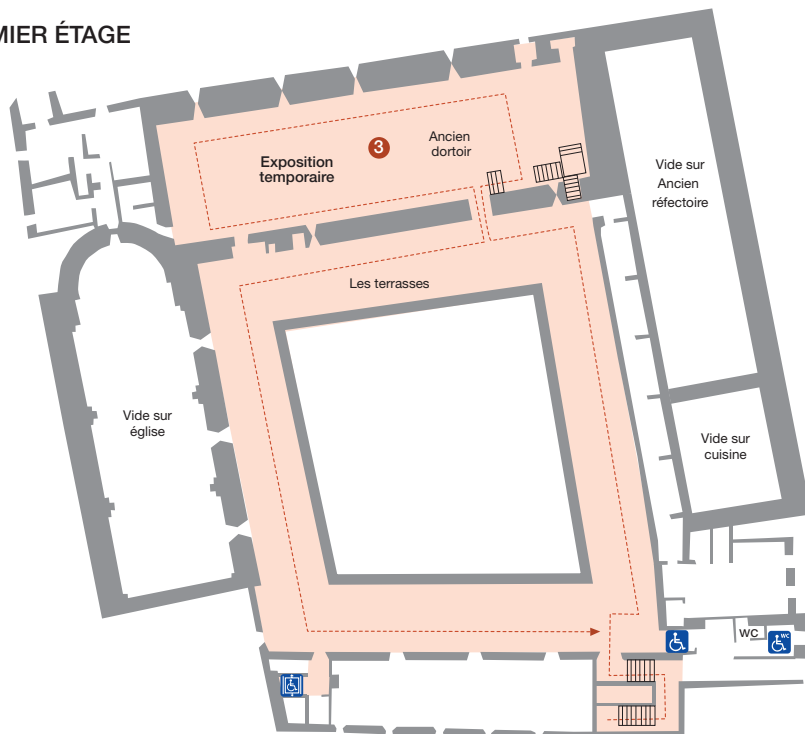 MIER ÉTAGE
Exposition
temporaire
3
Ancien
dortoir
Vide sur
Ancien
réfectoire
Les terrasses
Vide sur
église
Vide sur
cuisine
WC
WC